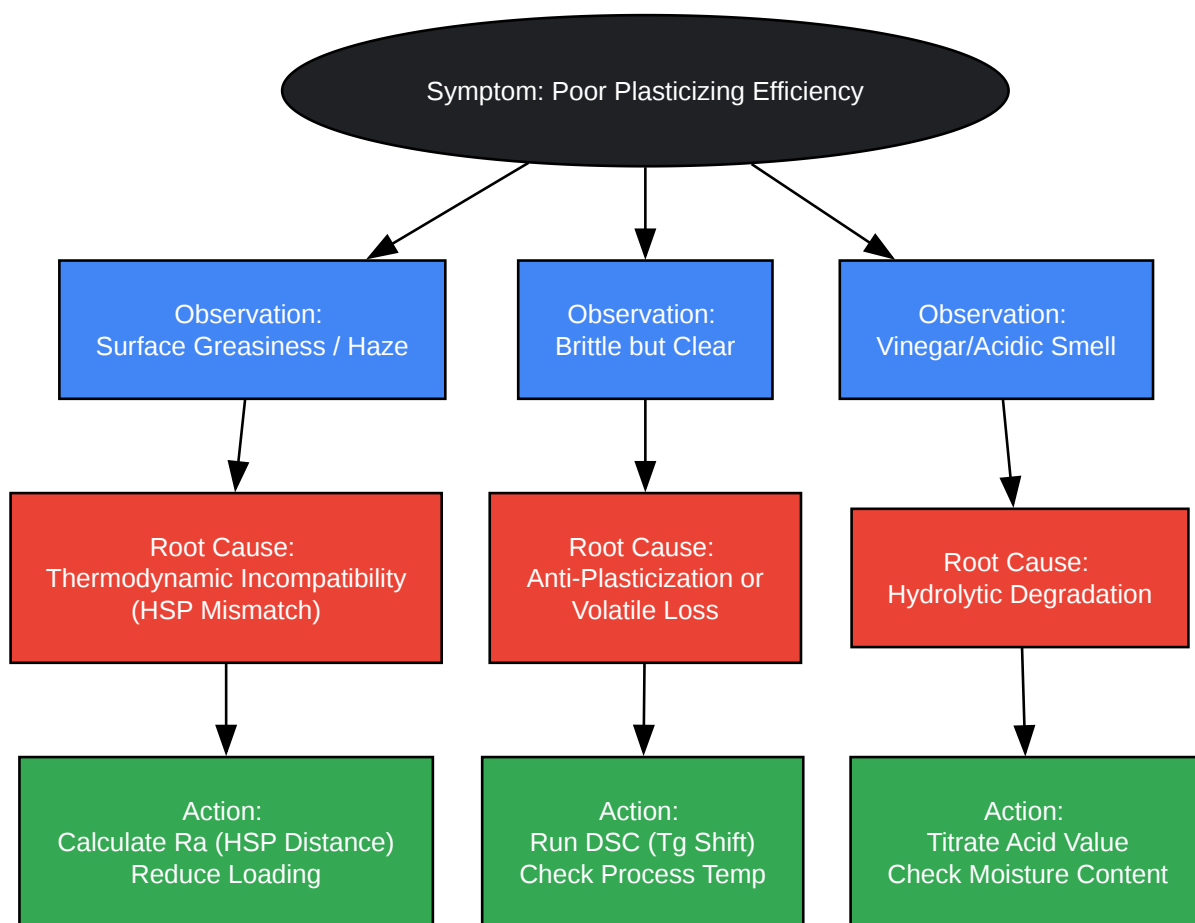 Symptom: Poor Plasticizing Efficiency
Observation:
Surface Greasiness / Haze
Observation:
Brittle but Clear
Observation:
Vinegar/Acidic Smell
Root Cause:
Thermodynamic Incompatibility
(HSP Mismatch)
Root Cause:
Anti-Plasticization or
Volatile Loss
Root Cause:
Hydrolytic Degradation
Action:
Calculate Ra (HSP Distance)
Reduce Loading
Action:
Run DSC (Tg Shift)
Check Process Temp
Action:
Titrate Acid Value
Check Moisture Content